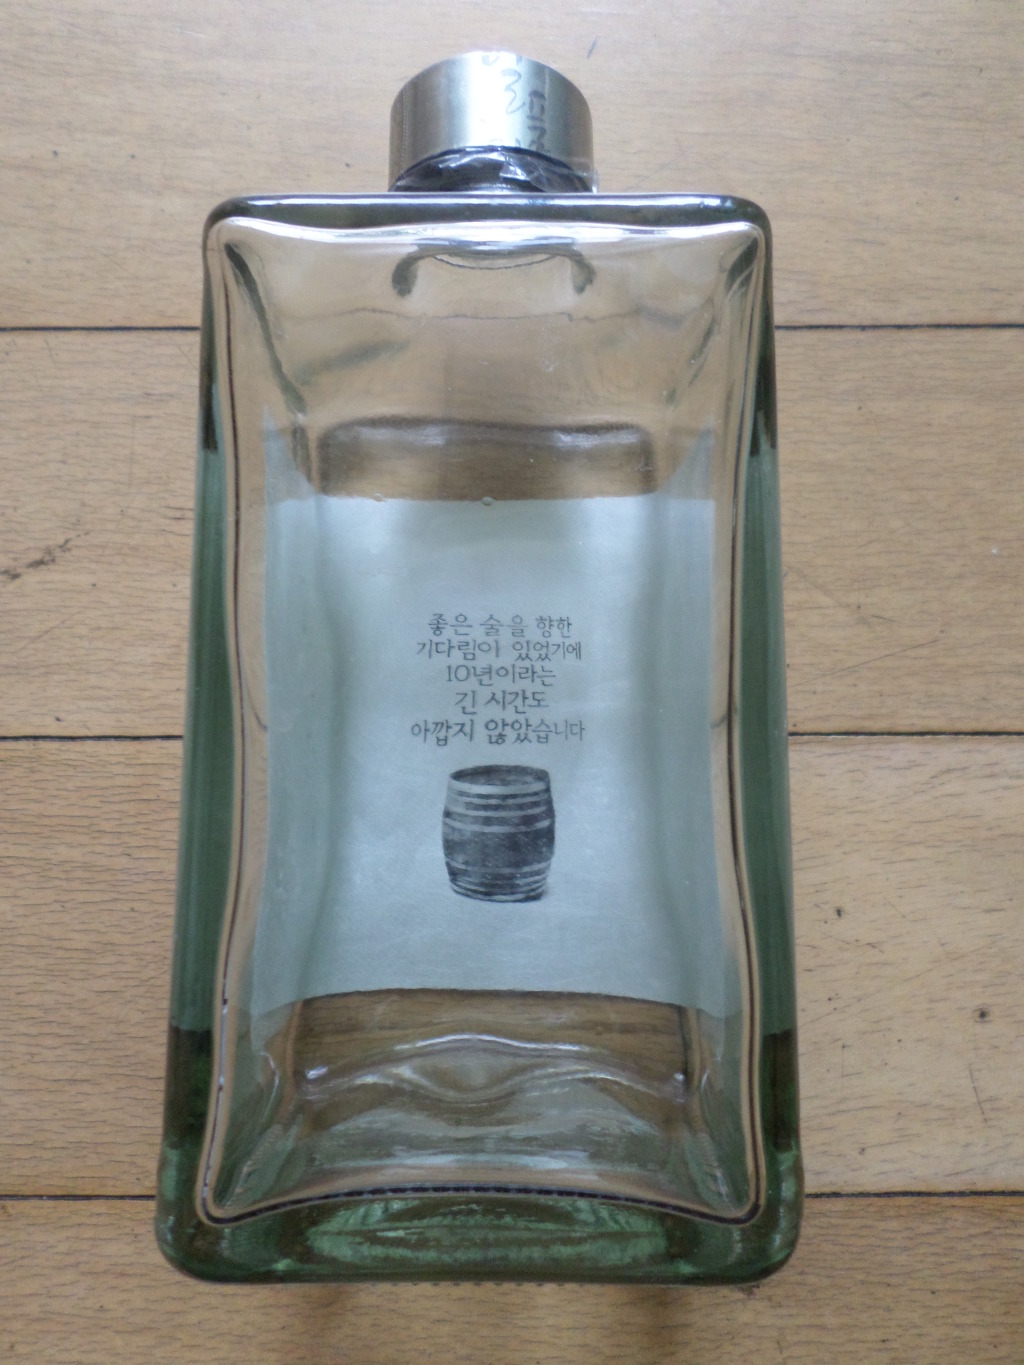 좋은 술을 향한
기다림이 있었기에
10년이라는
긴 시간도
아깝지 않았습니다